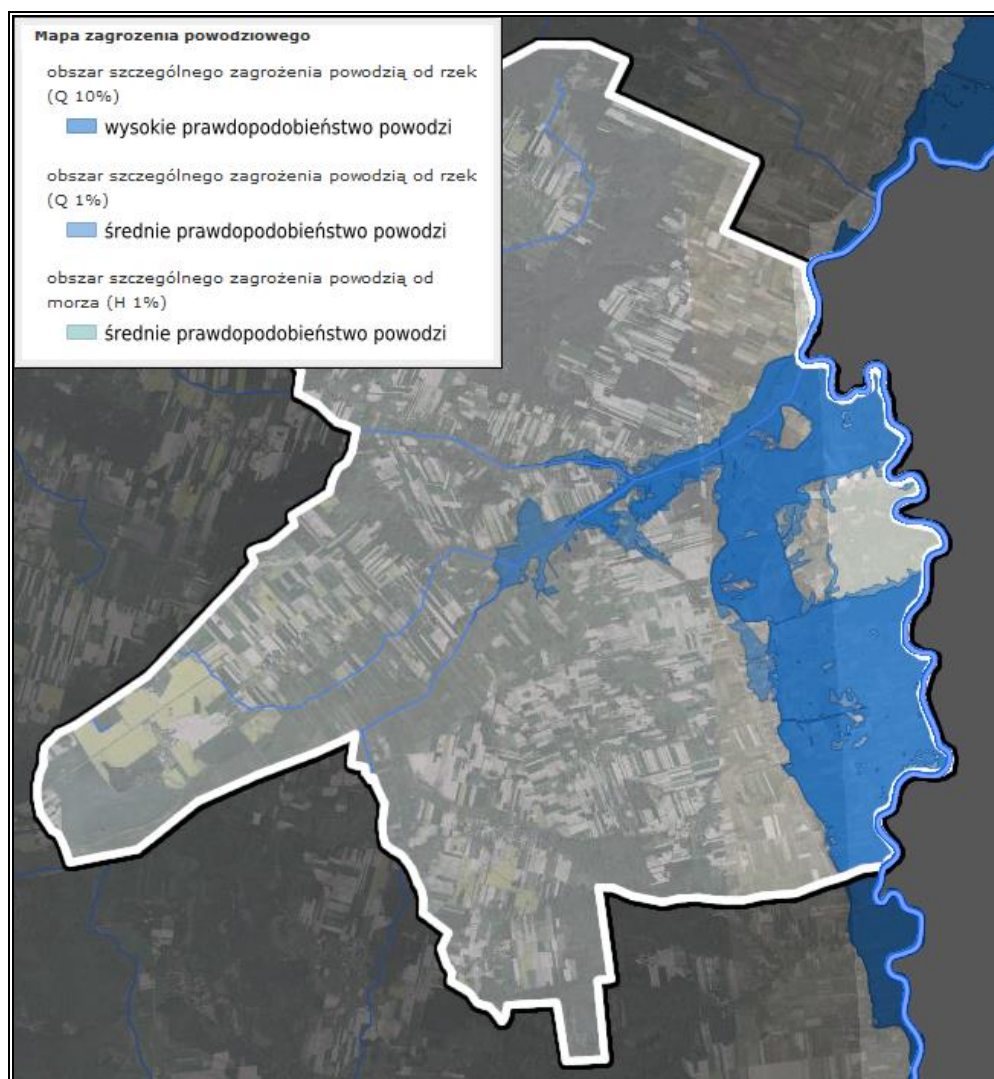 Mapa zagrożenia powodziowego
obszar szczególnego zagrożenia powodzią od rzek
(Q 10%)
wysokie prawdopodobieństwo powodzi
obszar szczególnego zagrożenia powodzią od rzek
(Q 1%)
średnie prawdopodobieństwo powodzi
obszar szczególnego zagrożenia powodzią od
morza (H 1%)
średnie prawdopodobieństwo powodzi